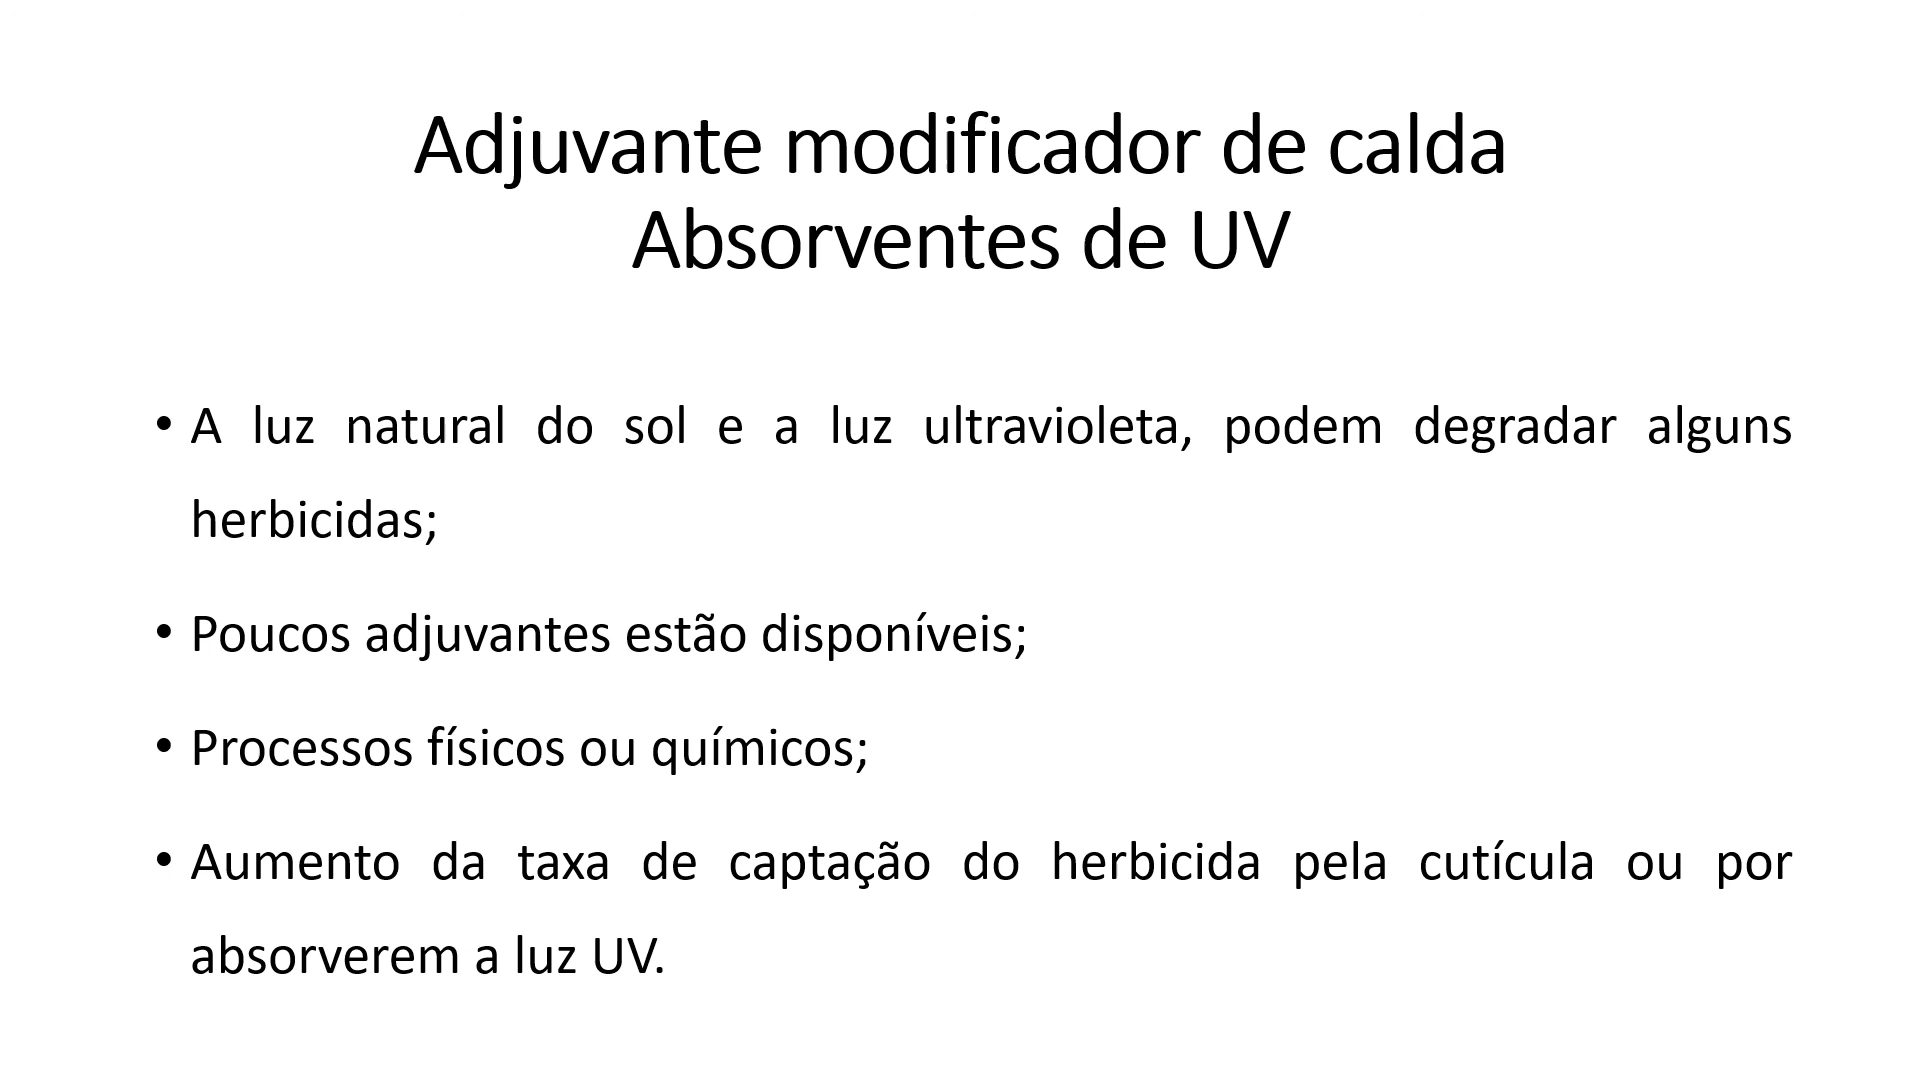 Adjuvante modificador de calda
Absorventes de UV
• A luz natural do sol e a luz ultravioleta, podem degradar alguns
herbicidas;
• Poucos adjuvantes estão disponíveis;
• Processos físicos ou químicos;
• Aumento da taxa de captação do herbicida pela cutícula ou por
absorverem a luz UV.